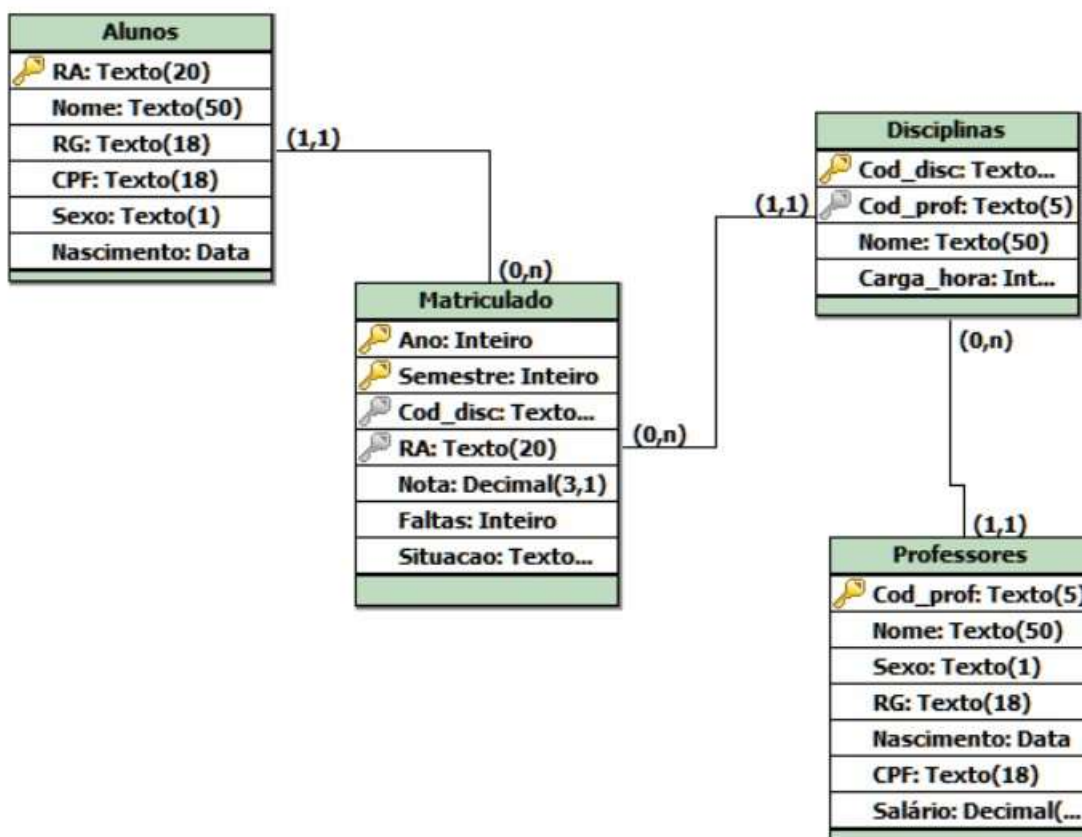 Alunos
RA: Texto(20)
Nome: Texto(50)
RG: Texto(18)
CPF: Texto(18)
Sexo: Texto(1)
Nascimento: Data
(1,1)
(0,n)
Matriculado
Ano: Inteiro
Semestre: Inteiro
Cod_disc: Texto...
RA: Texto(20)
Nota: Decimal(3,1)
Faltas: Inteiro
Situacao: Texto...
(0,n)
(1,1)
Disciplinas
Cod_disc: Texto...
Cod_prof: Texto(5)
Nome: Texto(50)
Carga_hora: Int...
(0,n)
(1,1)
Professores
Cod_prof: Texto(5)
Nome: Texto(50)
Sexo: Texto(1)
RG: Texto(18)
Nascimento: Data
CPF: Texto(18)
Salário: Decimal(...